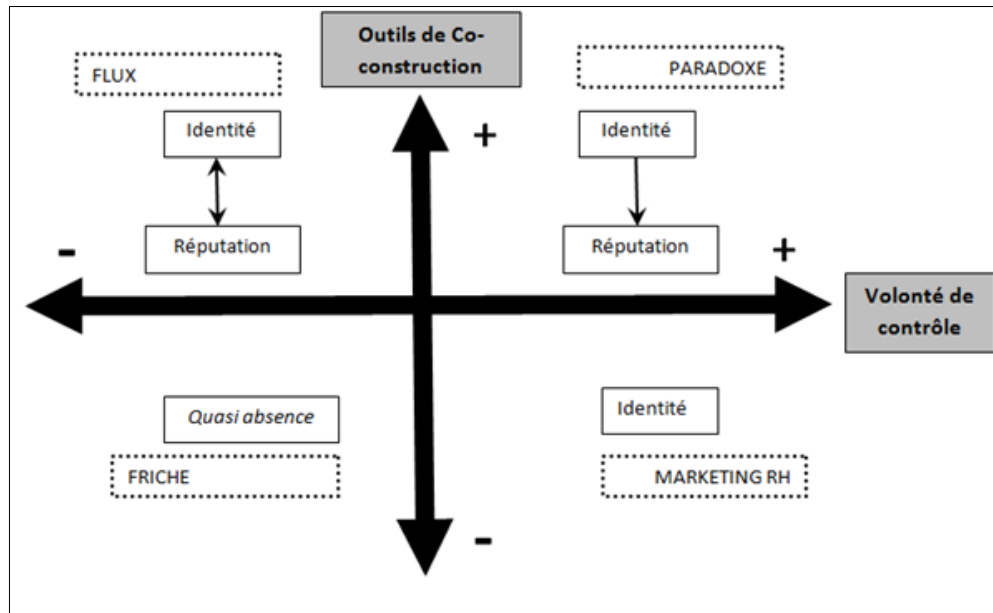 Outils de Co-
construction
FLUX
PARADOXE
Identité
+
Identité
Réputation
Réputation
-
+
Volonté de
contrôle
Quasi absence
Identité
FRICHE
MARKETING RH
-